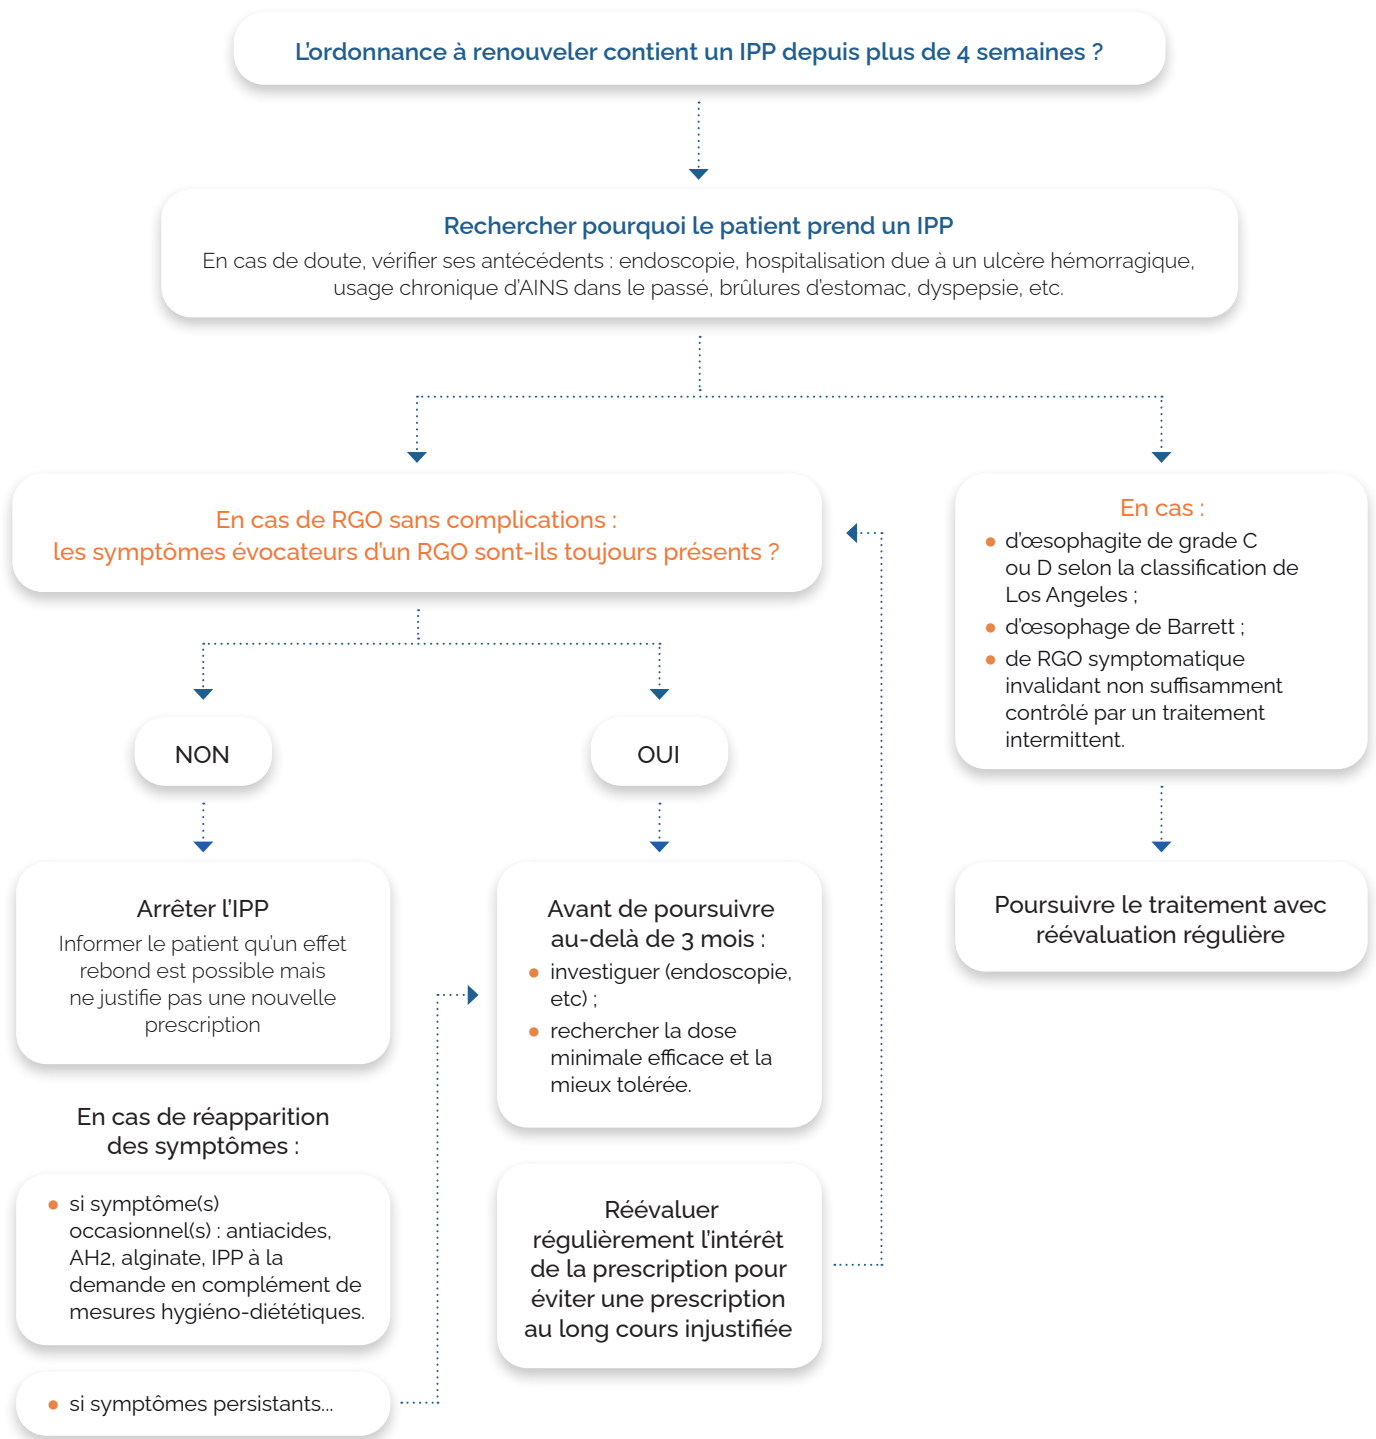 L'ordonnance à renouveler contient un IPP depuis plus de 4 semaines ?
Rechercher pourquoi le patient prend un IPP
En cas de doute, vérifier ses antécédents : endoscopie, hospitalisation due à un ulcère hémorragique,
usage chronique d'AINS dans le passé, brûlures d'estomac, dyspepsie, etc.
En cas de RGO sans complications :
les symptômes évocateurs d'un RGO sont-ils toujours présents ?
NON
Arrêter l'IPP
Informer le patient qu'un effet
rebond est possible mais
ne justifie pas une nouvelle
prescription
En cas de réapparition
des symptômes :
si symptôme(s)
occasionnel(s) : antiacides,
AH2, alginate, IPP à la
demande en complément de
mesures hygiéno-diététiques.
si symptômes persistants...
OUI
Avant de poursuivre
au-delà de 3 mois :
investiguer (endoscopie,
etc) ;
rechercher la dose
minimale efficace et la
mieux tolérée.
Réévaluer
régulièrement l'intérêt
de la prescription pour
éviter une prescription
au long cours injustifiée
En cas :
d'œsophagite de grade C
ou D selon la classification de
Los Angeles ;
d'œsophage de Barrett ;
de RGO symptomatique
invalidant non suffisamment
contrôlé par un traitement
intermittent.
Poursuivre le traitement avec
réévaluation régulière